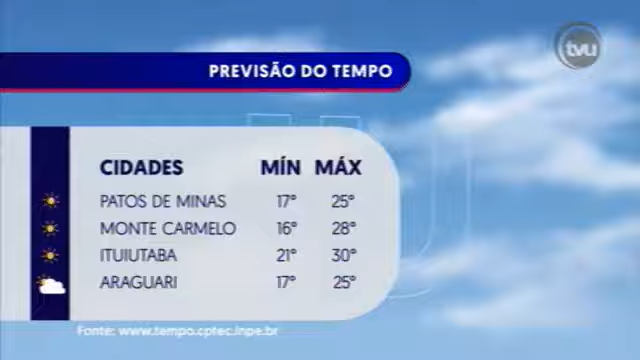 tvu
PREVISÃO DO TEMPO
CIDADES MÍN MÁX
PATOS DE MINAS 17° 25°
MONTE CARMELO 16° 28°
ITUIUTABA 21° 30°
ARAGUARI 17° 25°
Fonte: www.tempo.cptec.inpe.br